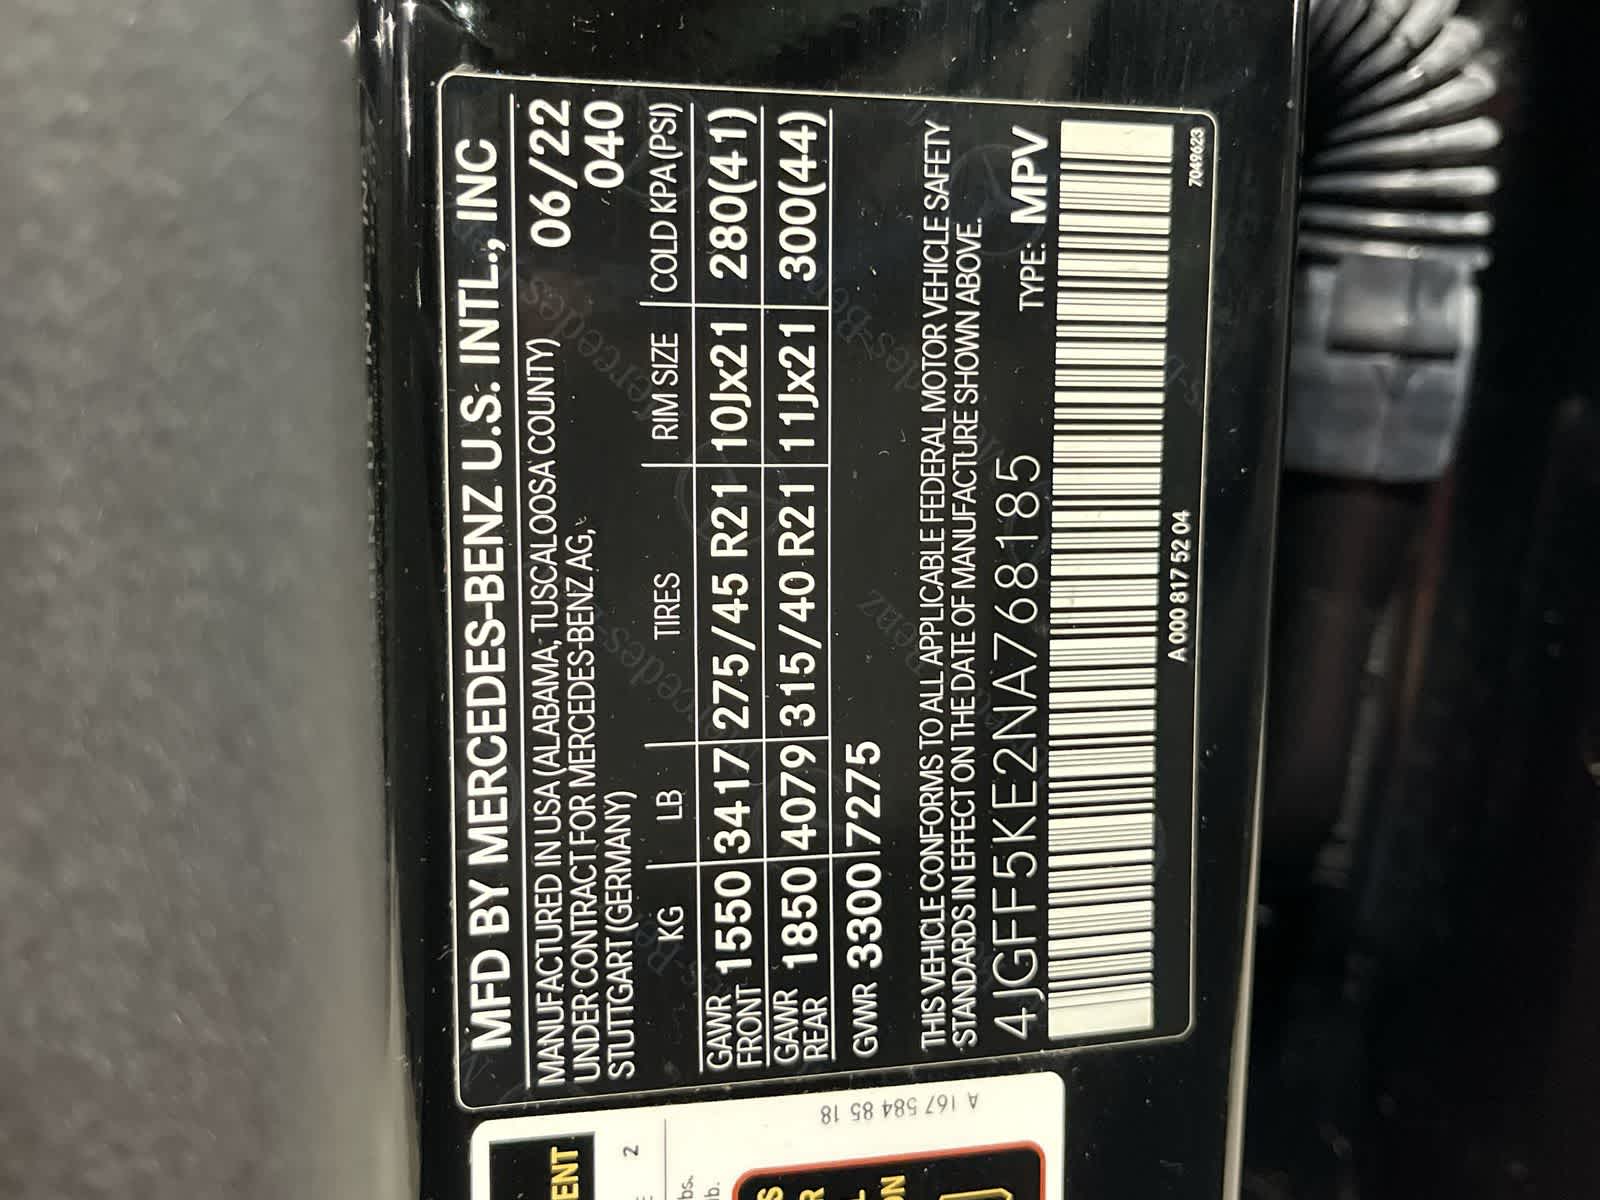 MFD BY MERCEDES-BENZ U.S. INTL., INC
MANUFACTURED IN USA (ALABAMA, TUSCALOOSA COUNTY) 06/22
UNDER CONTRACT FOR MERCEDES-BENZ AG, 040
STUTTGART (GERMANY)
KG LB TIRES RIM SIZE COLD KPA (PSI)
GAWR FRONT 1550 3417 275/45 R21 10Jx21 280(41)
GAWR REAR 1850 4079 315/40 R21 11Jx21 300(44)
GVWR 3300 7275
THIS VEHICLE CONFORMS TO ALL APPLICABLE FEDERAL MOTOR VEHICLE SAFETY
STANDARDS IN EFFECT ON THE DATE OF MANUFACTURE SHOWN ABOVE.
4JGFF5KE2NA768185 TYPE: MPV
A 000 817 52 04
7049623
A 167 584 85 18
2